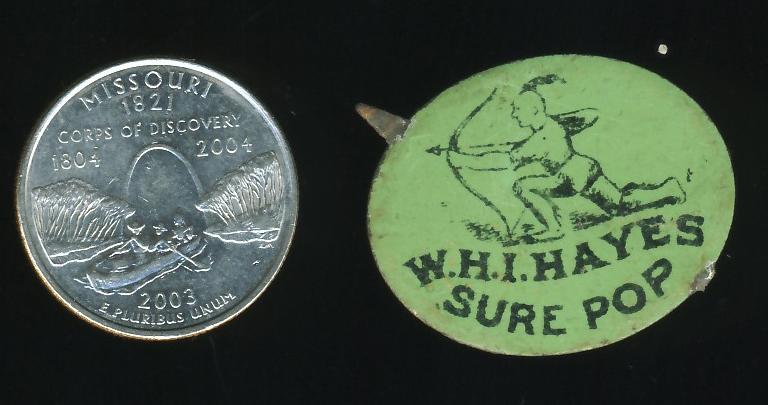 MISSOURI
1821
CORPS OF DISCOVERY
1804 2004
2003
E PLURIBUS UNUM
W.H.I.HAYES
SURE POP